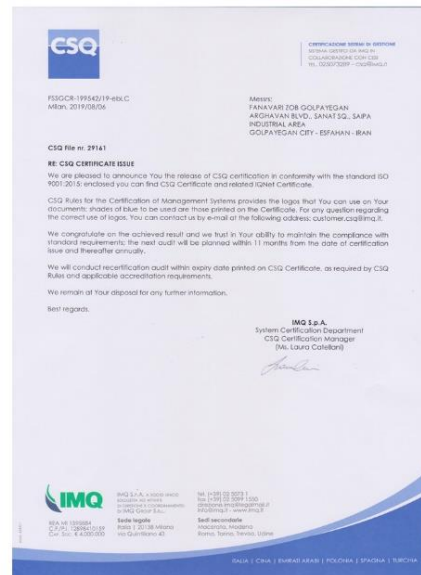 CSQ
CERTIFICAZIONE SISTEMI DI GESTIONE
COLLABORAZIONE CON CISQ
Milan, 2019/08/06
Messrs:
FANAVARI ZOB GOLPAYEGAN
ARGHAVAN BLVD., SANAT SQ., SAIPA
INDUSTRIAL AREA
GOLPAYEGAN CITY - ESFAHAN - IRAN
CSQ File nr. 29161
RE: CSQ CERTIFICATE ISSUE
We are pleased to announce You the release of CSQ certification in conformity with the standard ISO
9001:2015: enclosed you can find CSQ Certificate and related IQNet Certificate.
CSQ Rules for the Certification of Management Systems provides the logos that You can use on Your
documents: shades of blue to be used are those printed on the Certificate. For any question regarding
the correct use of logos. You can contact us by e-mail at the following address: customer.csq@imq.it.
We congratulate on the achieved result and we trust in Your ability to maintain the compliance with
standard requirements; the next audit will be planned within 11 months from the date of certification
issue and thereafter annually.
We will conduct recertification audit within expiry date printed on CSQ Certificate, as required by CSQ
Rules and applicable accreditation requirements.
We remain at Your disposal for any further information.
Best regards.
IMQ S.p.A.
System Certification Department
CSQ Certification Manager
(Ms. Laura Catellani)
IMQ
Sede legale
Italia | 20138 Milano
Via Quintiliano 43
Sedi secondarie
Macerata, Modena
Roma, Torino, Treviso, Udine
ITALIA | CINA | EMIRATI ARABI | POLONIA | SPAGNA | TURCHIA